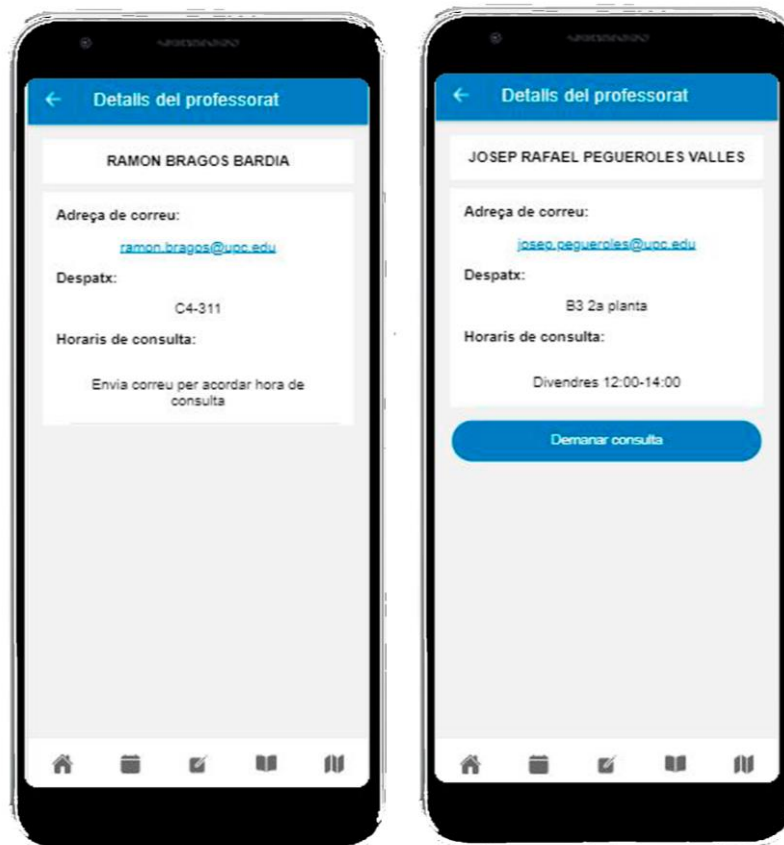 Detalls del professorat
RAMON BRAGOS BARDIA
Adreça de correu:
ramon.bragos@upc.edu
Despatx:
C4-311
Horaris de consulta:
Envia correu per acordar hora de
consulta
Detalls del professorat
JOSEP RAFAEL PEGUEROLES VALLES
Adreça de correu:
josep.pegueroles@upc.edu
Despatx:
B3 2a planta
Horaris de consulta:
Divendres 12:00-14:00
Demanar consulta